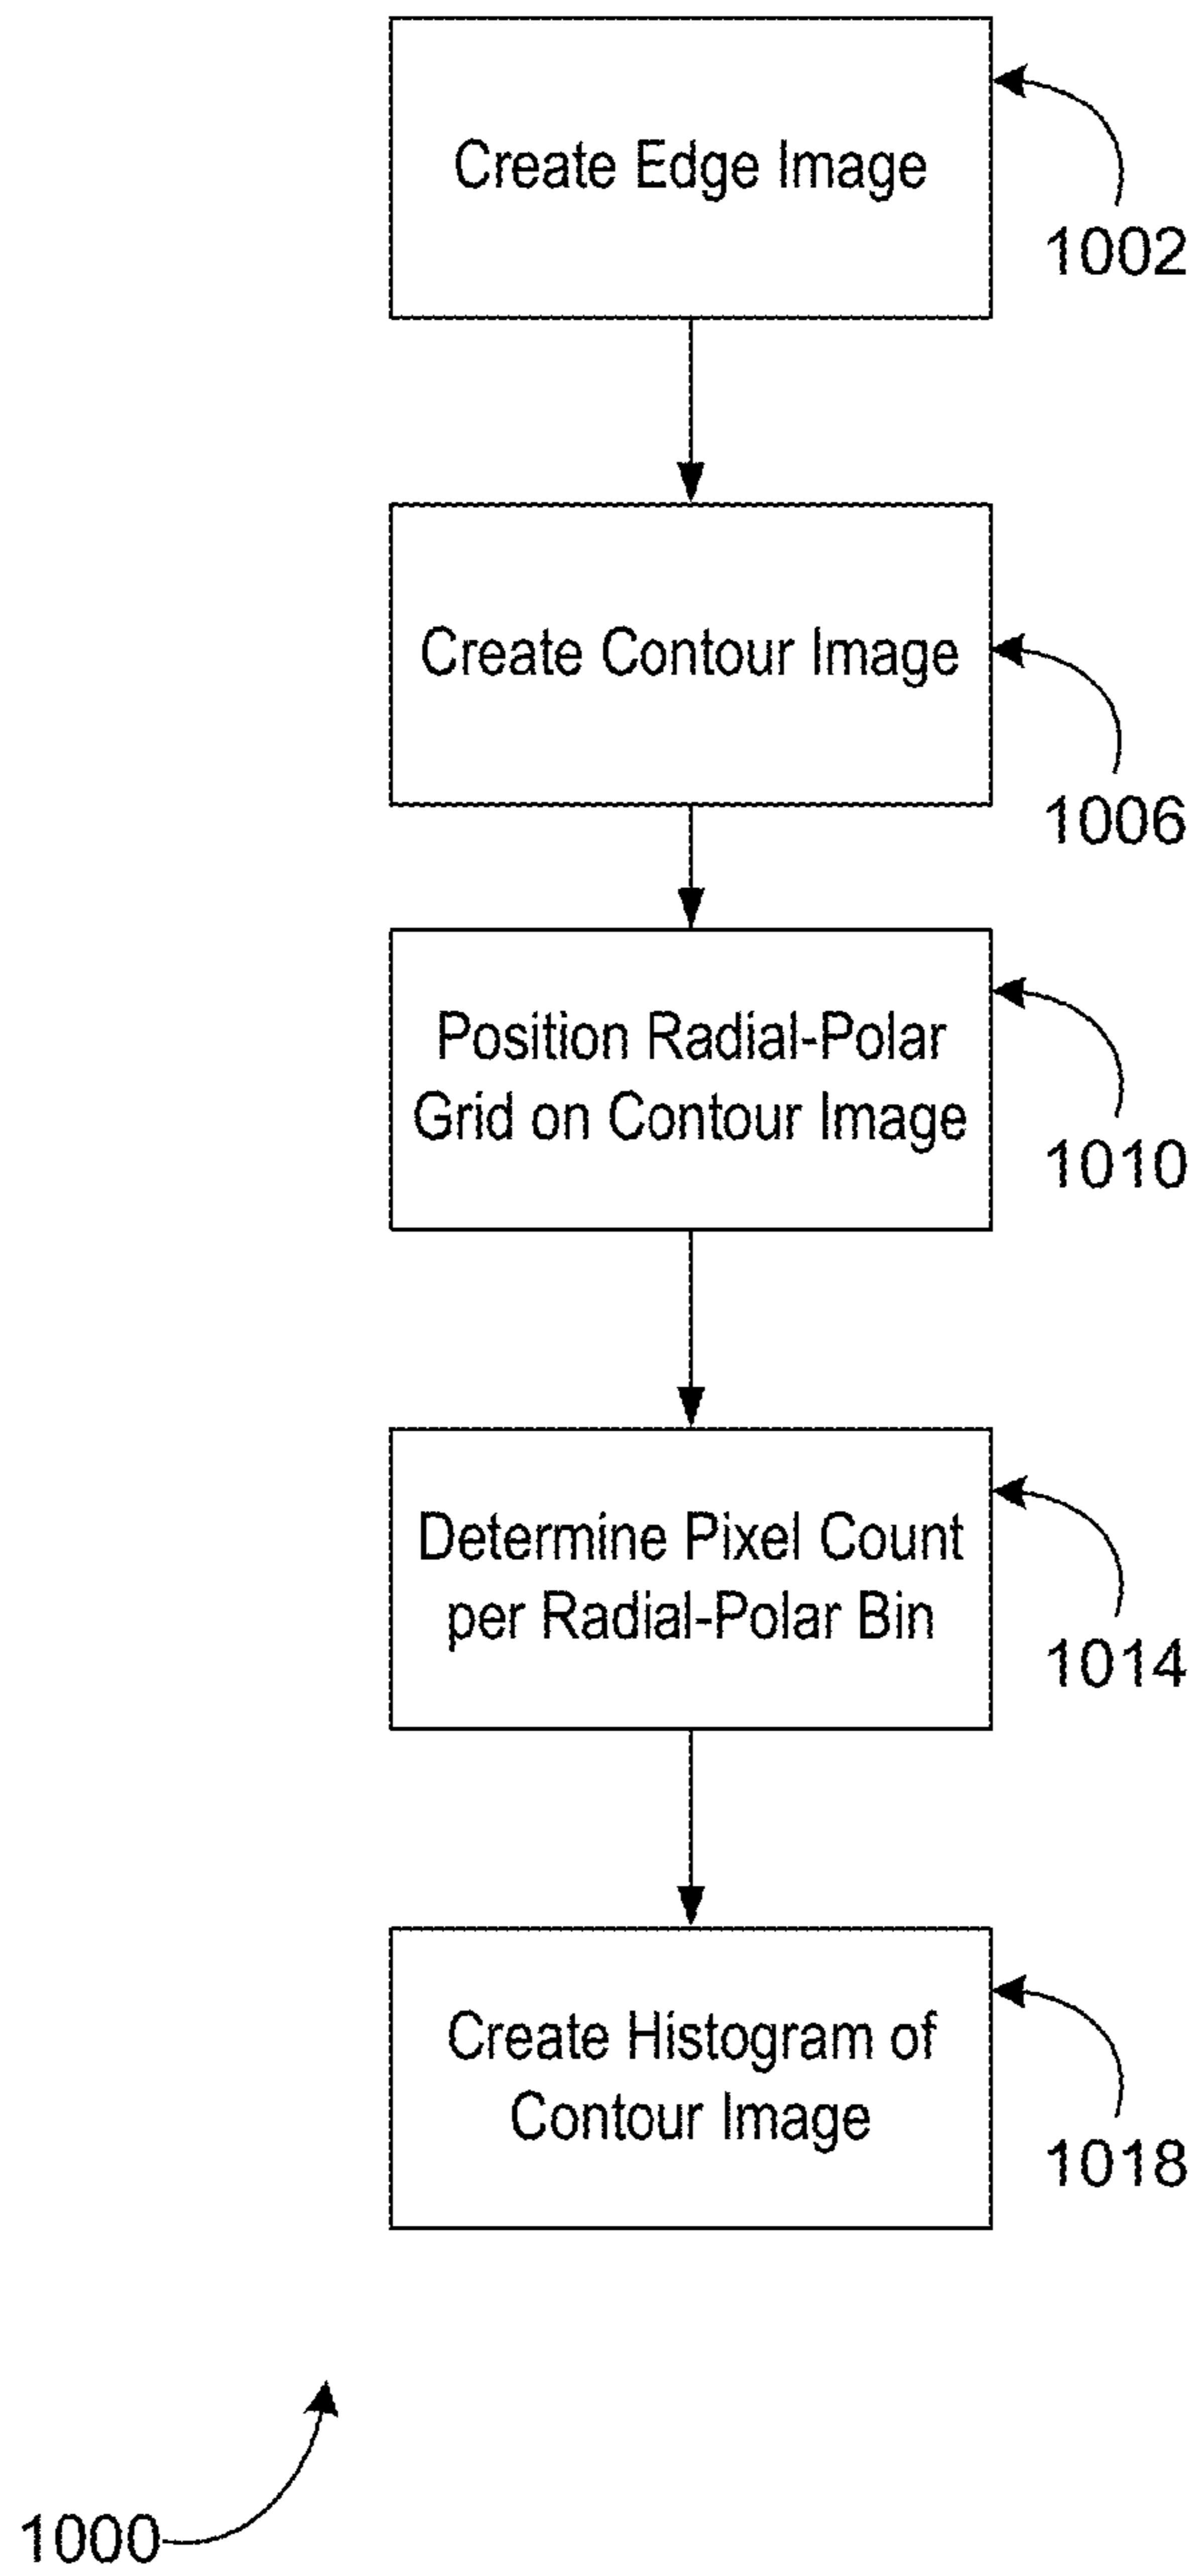 Create Edge Image
1002
Create Contour Image
1006
Position Radial-Polar
Grid on Contour Image
1010
Determine Pixel Count
per Radial-Polar Bin
1014
Create Histogram of
Contour Image
1018
1000